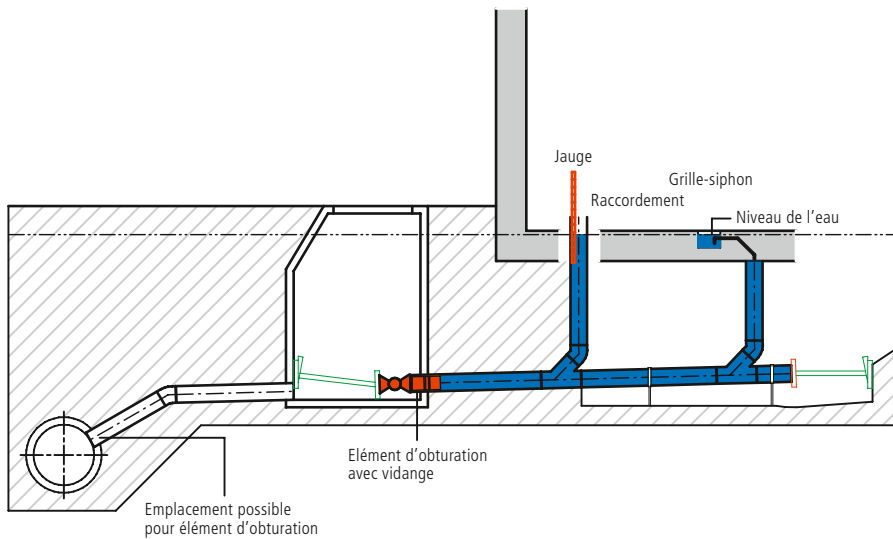 Jauge
Raccordement
Grille-siphon
Niveau de l’eau
Elément d’obturation
avec vidange
Emplacement possible
pour élément d’obturation